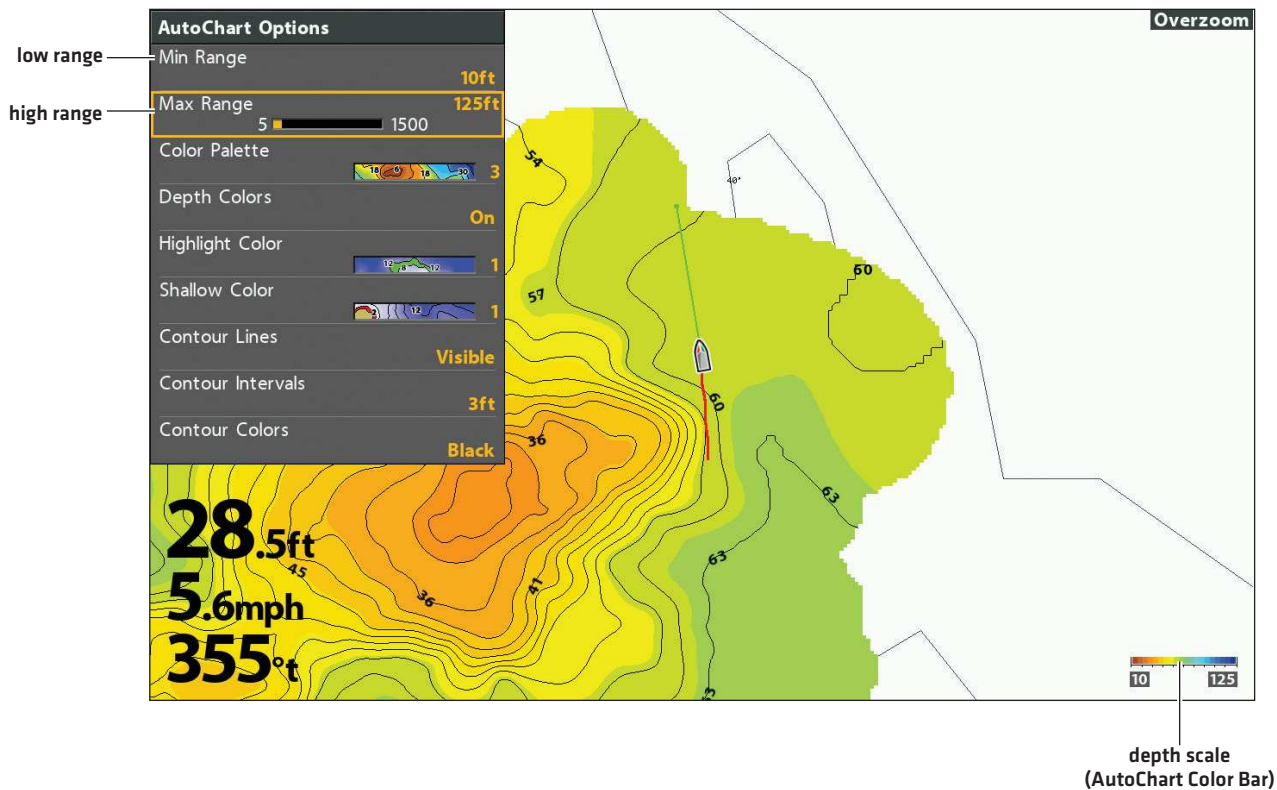 AutoChart Options
Overzoom
low range
Min Range
10ft
high range
Max Range
125ft
5
1500
Color Palette
18
6
18
30
3
Depth Colors
On
Highlight Color
12
8
12
1
Shallow Color
2
12
1
Contour Lines
Visible
Contour Intervals
3ft
Contour Colors
Black
54
40°
60
57
60
36
63
63
45
36
41
63
28.5ft
5.6mph
355°t
10
125
depth scale
(AutoChart Color Bar)